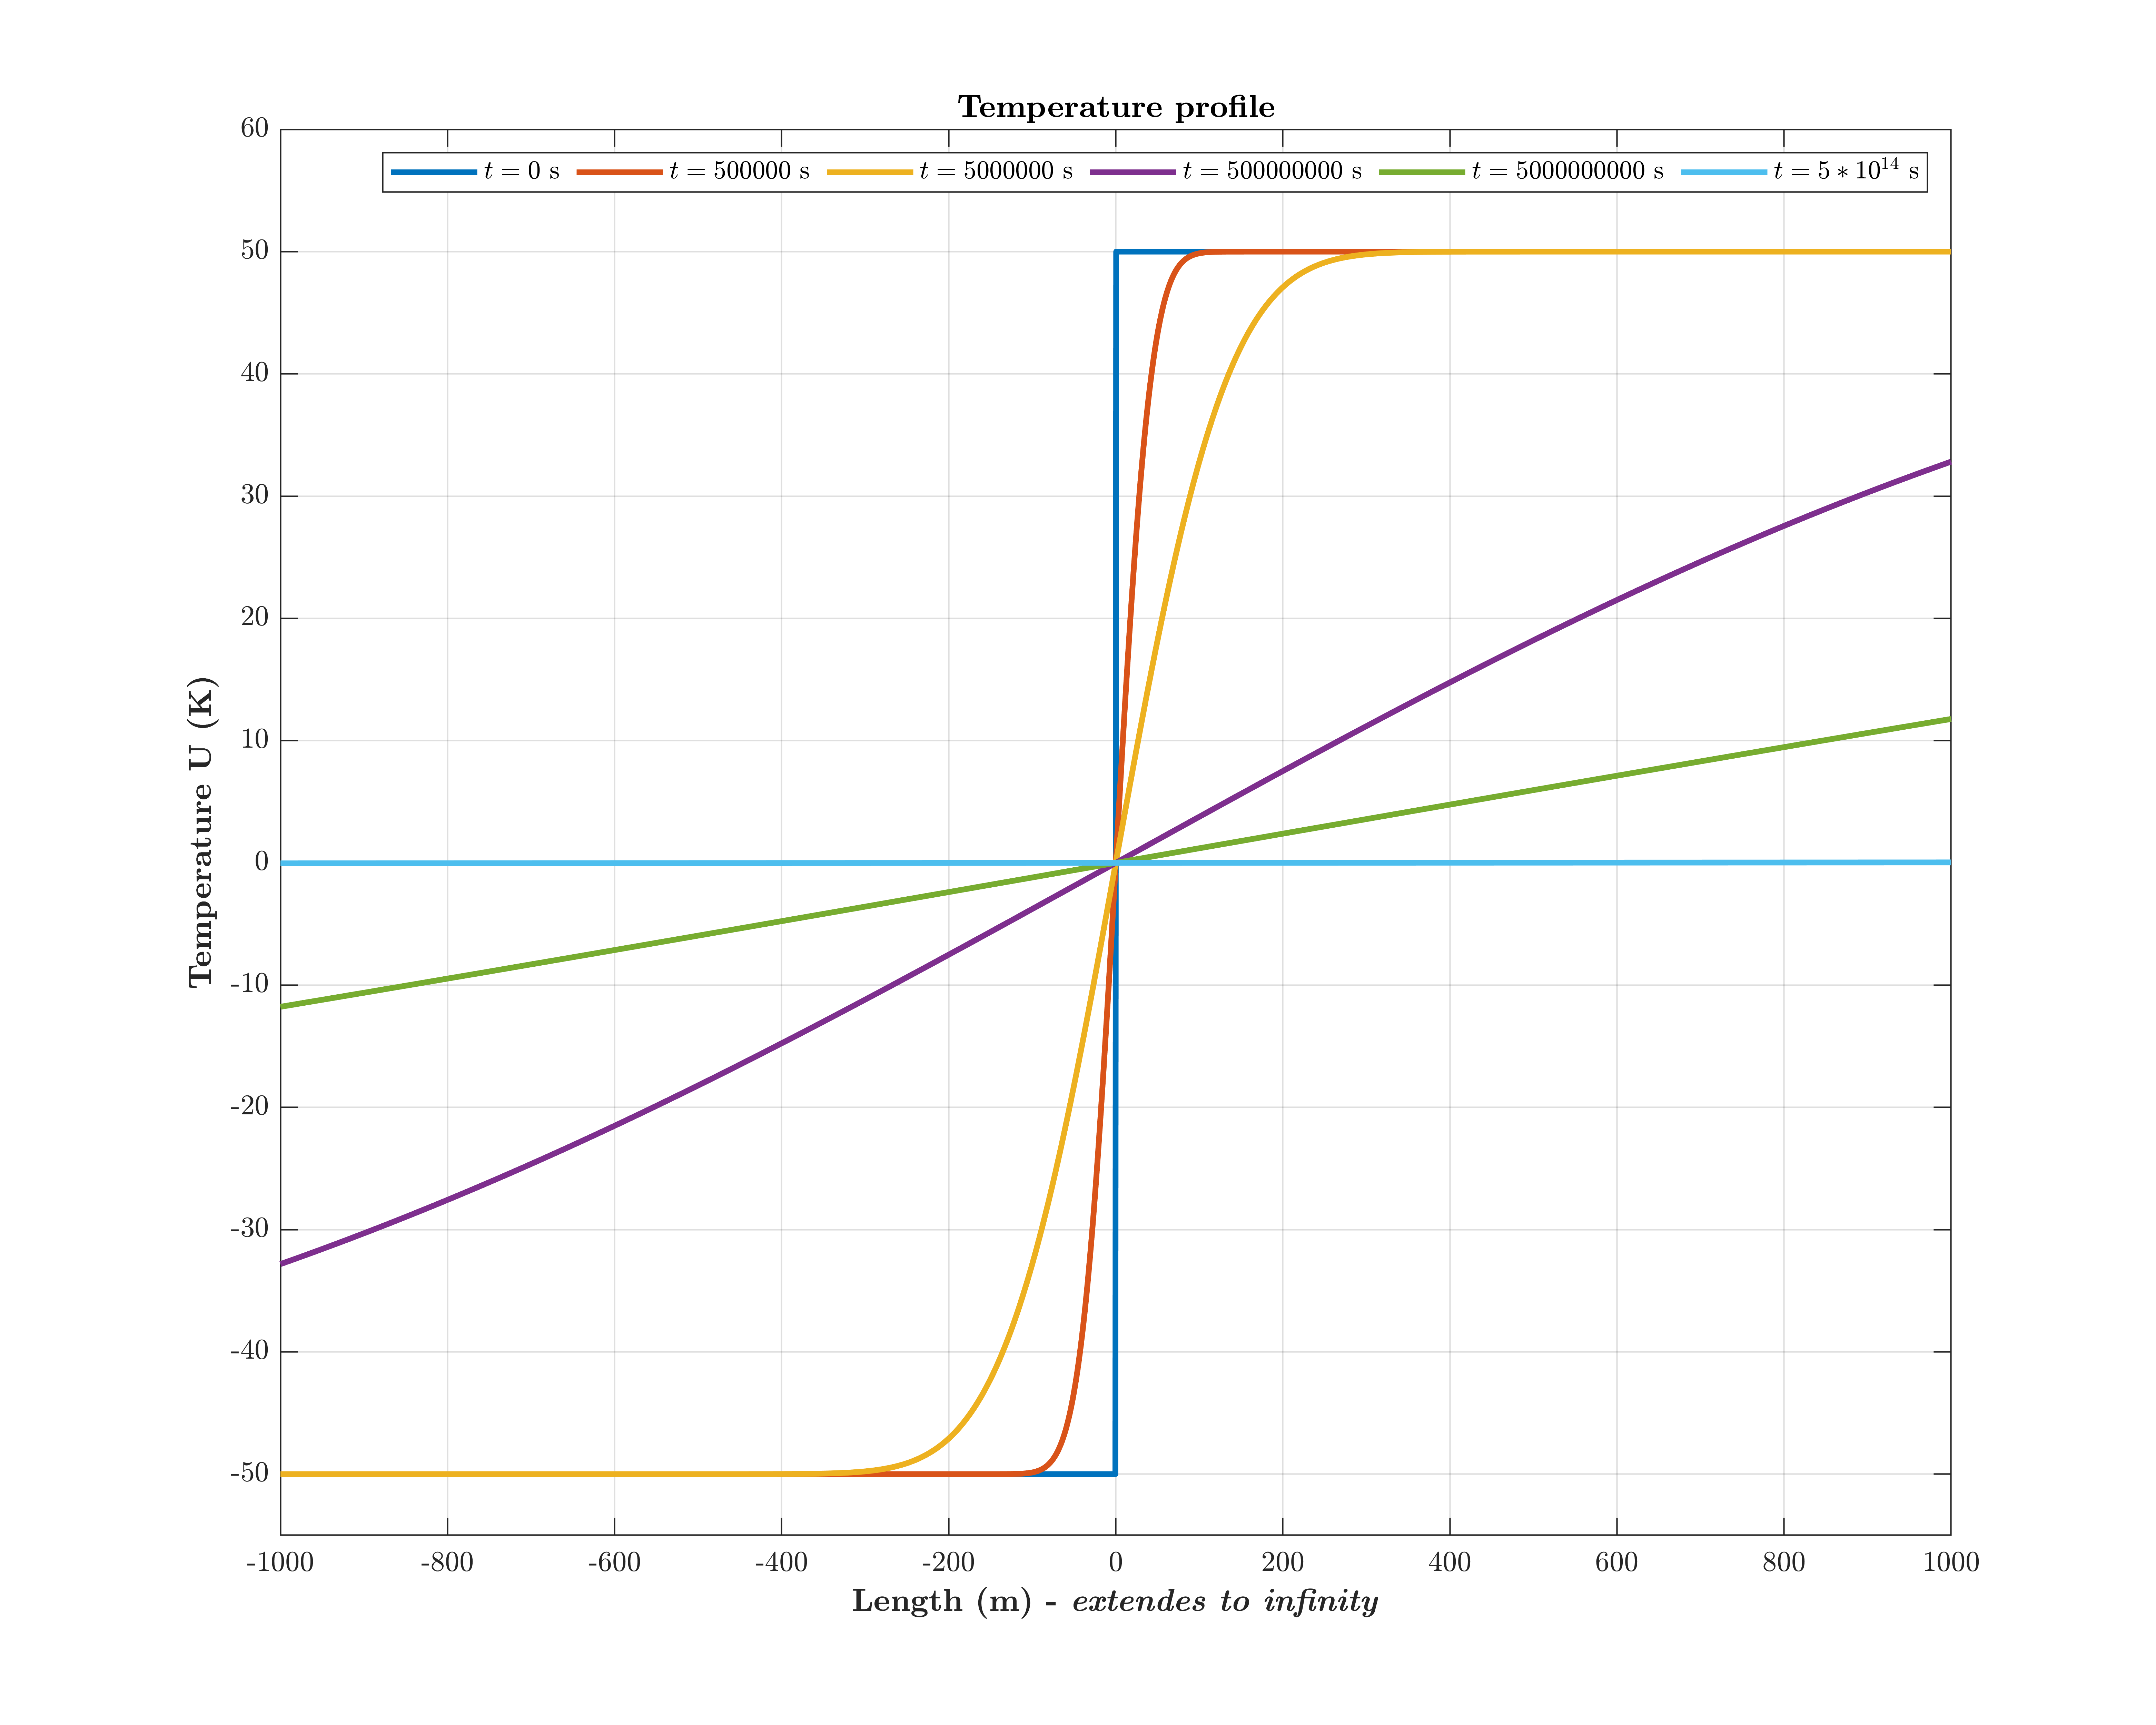 Temperature profile
t = 0 s t = 500000 s t = 5000000 s t = 500000000 s t = 5000000000 s t = 5 * 10^14 s
60
50
40
30
20
10
0
-10
-20
-30
-40
-50
Temperature U (K)
-1000 -800 -600 -400 -200 0 200 400 600 800 1000
Length (m) - extendes to infinity